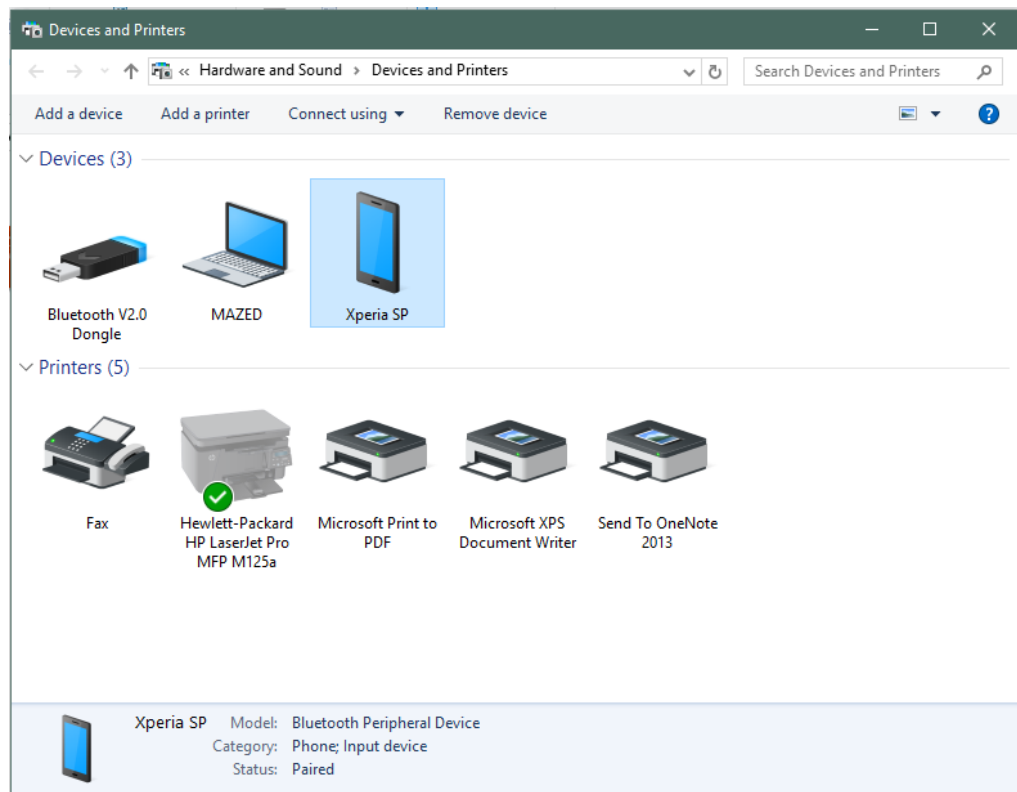 Devices and Printers
« Hardware and Sound > Devices and Printers
Search Devices and Printers
Add a device Add a printer Connect using Remove device
Devices (3)
Bluetooth V2.0
Dongle
MAZED
Xperia SP
Printers (5)
Fax
Hewlett-Packard
HP LaserJet Pro
MFP M125a
Microsoft Print to
PDF
Microsoft XPS
Document Writer
Send To OneNote
2013
Xperia SP Model: Bluetooth Peripheral Device
Category: Phone; Input device
Status: Paired